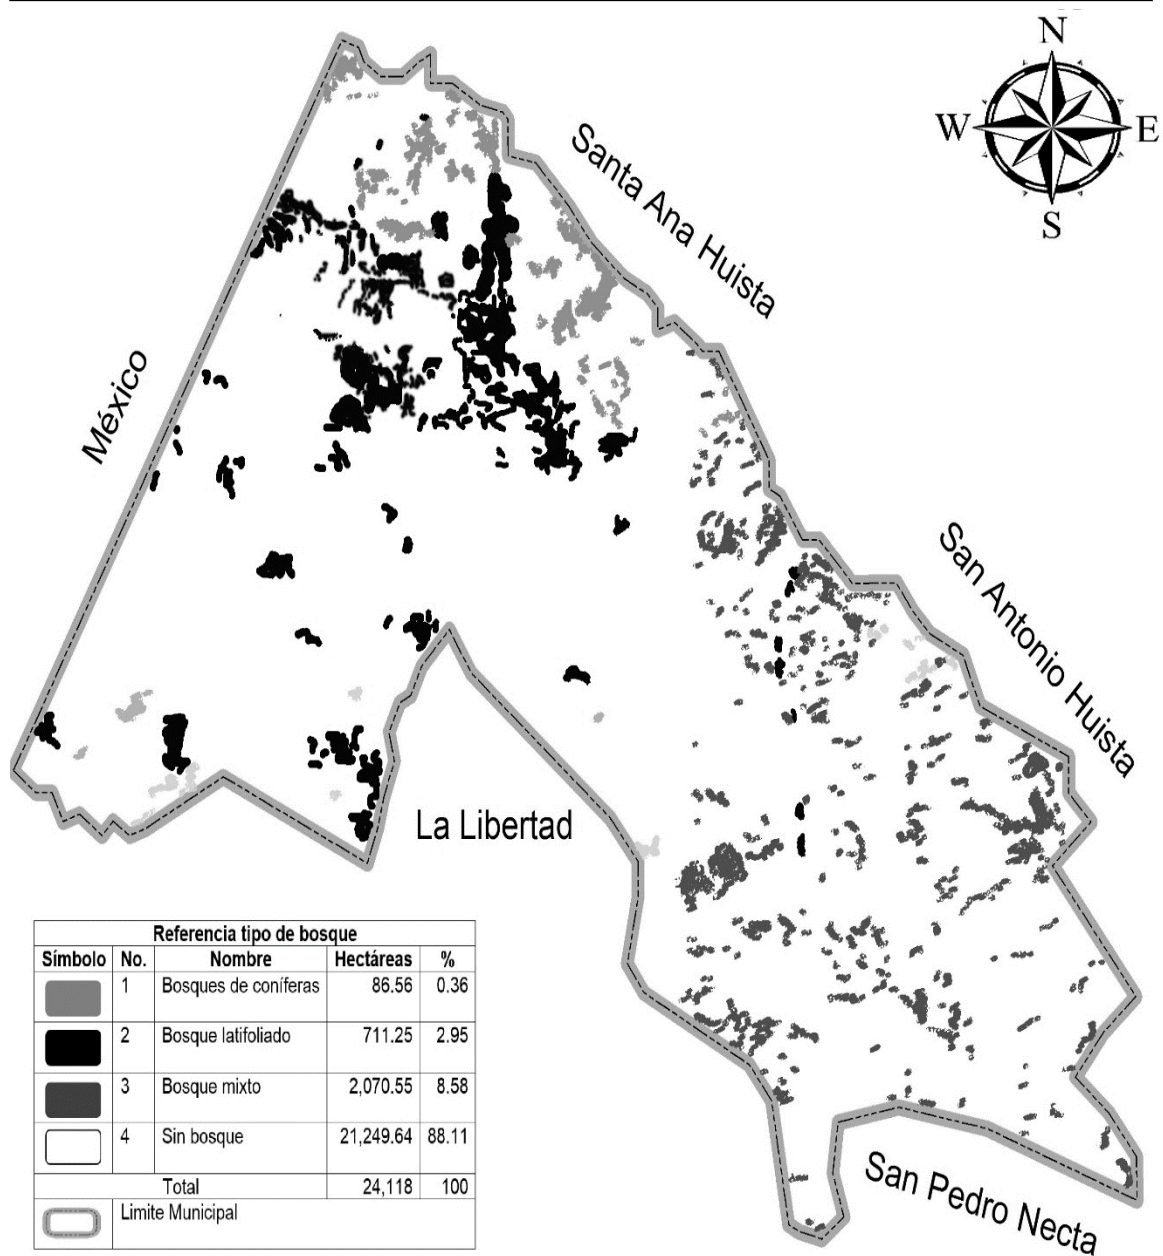 N
W E
S
Santa Ana Huista
México
San Antonio Huista
La Libertad
San Pedro Necta
Referencia tipo de bosque
Símbolo No. Nombre Hectáreas %
1 Bosques de coníferas 86.56 0.36
2 Bosque latifoliado 711.25 2.95
3 Bosque mixto 2,070.55 8.58
4 Sin bosque 21,249.64 88.11
Total 24,118 100
Limite Municipal